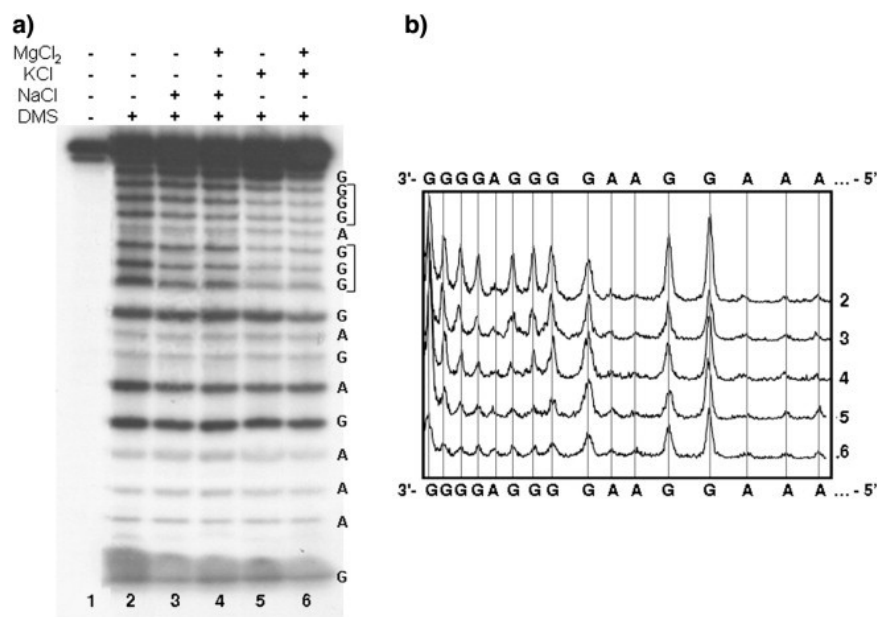 a)
MgCl2 - - - + - +
KCl - - - - + +
NaCl - - + + - -
DMS - + + + + +
G
G
G
G
A
G
G
G
G
A
G
A
G
A
A
A
G
1 2 3 4 5 6
b)
3'- G G G G A G G G G A A G G A A A ... - 5'
2
3
4
.5
.6
3'- G G G G A G G G G A A G G A A A ... - 5'